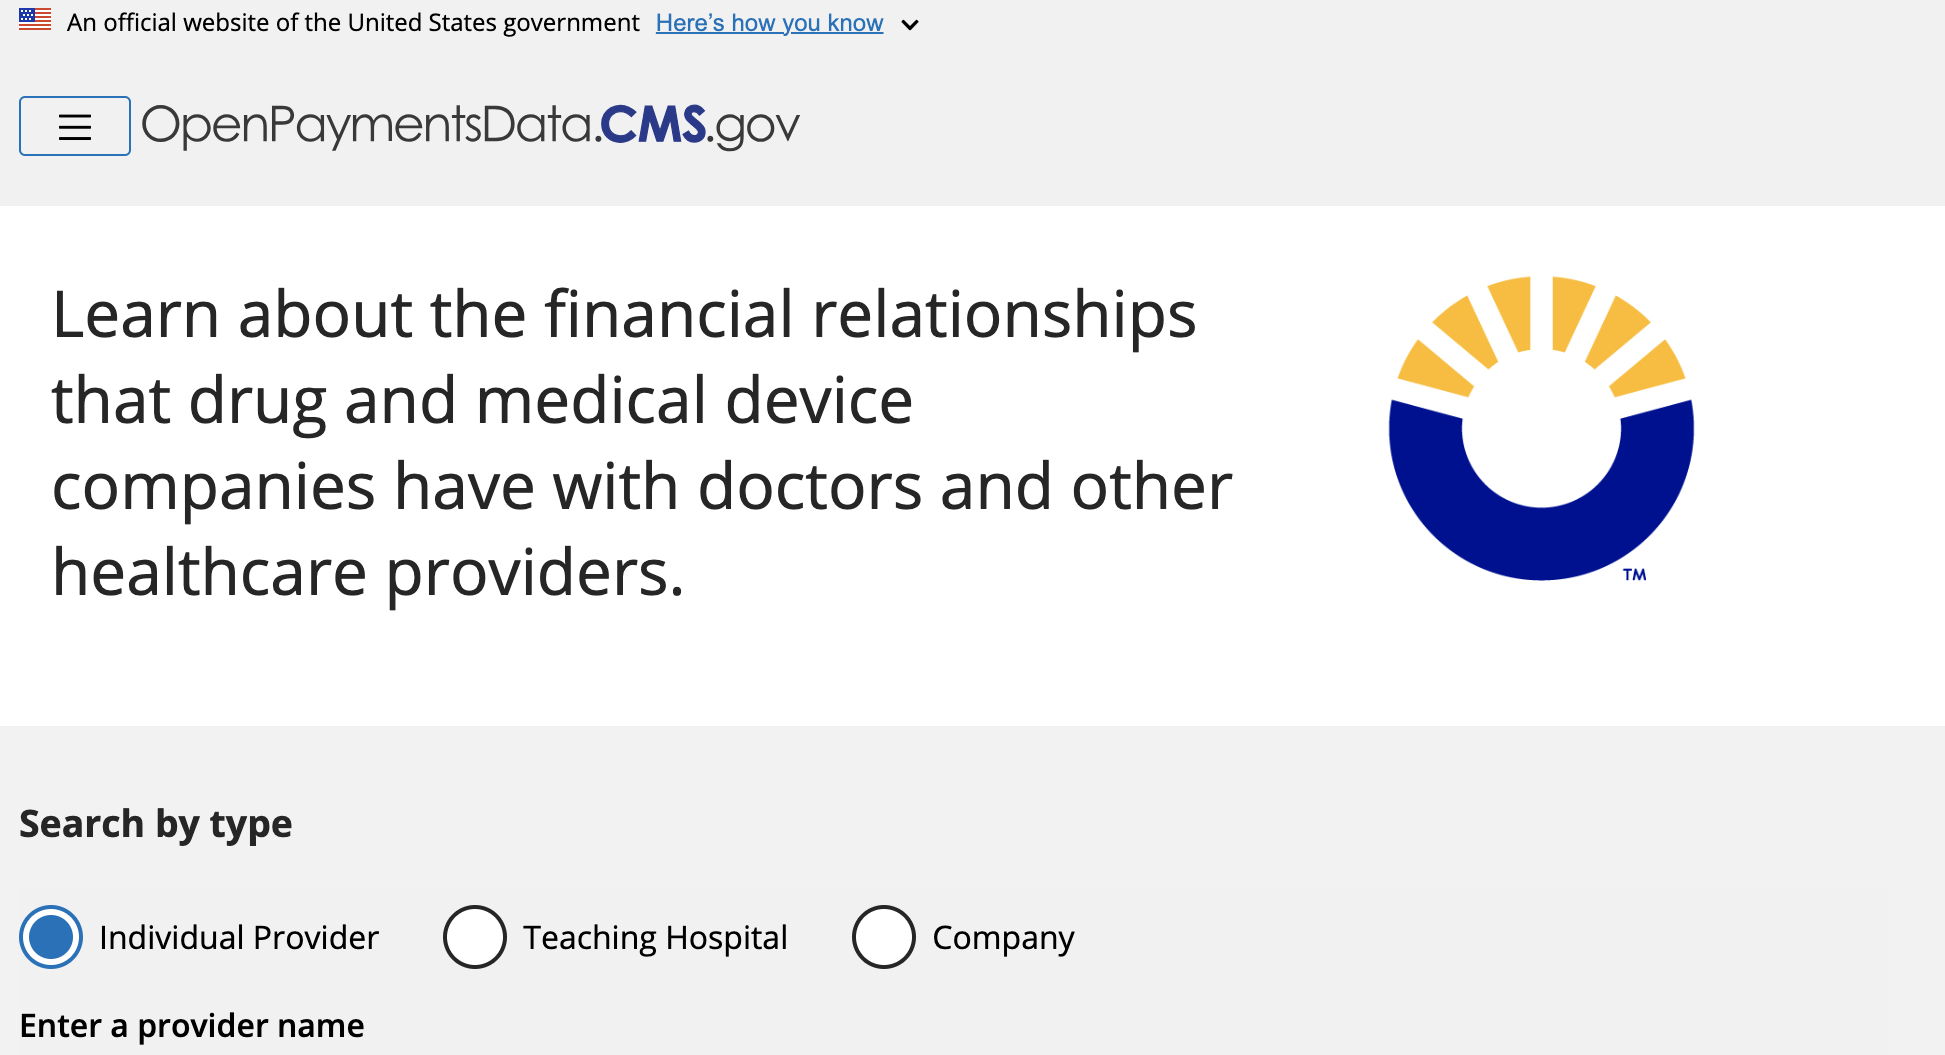 An official website of the United States government Here’s how you know
OpenPaymentsData.CMS.gov
Learn about the financial relationships
that drug and medical device
companies have with doctors and other
healthcare providers.
TM
Search by type
Individual Provider Teaching Hospital Company
Enter a provider name